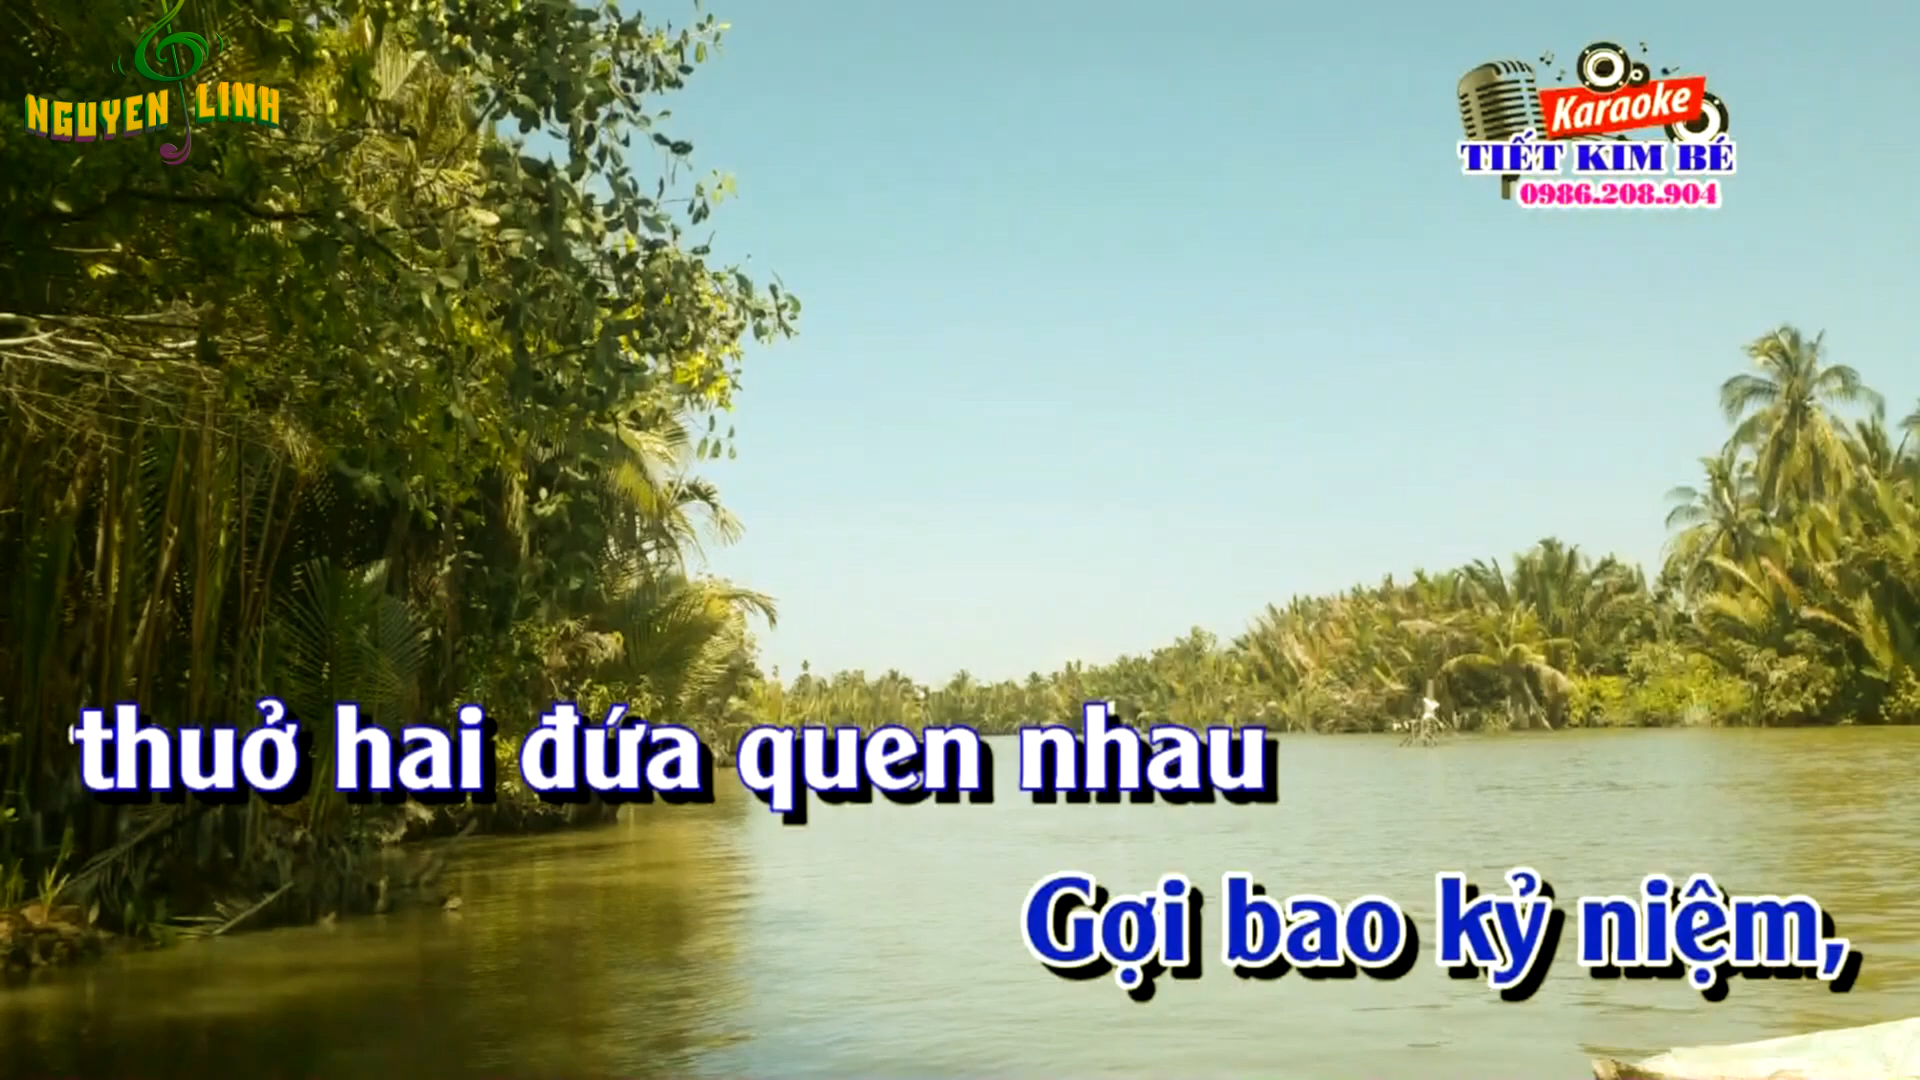 NGUYEN LINH
Karaoke
TIẾT KIM BÉ
0986.208.904
thuở hai đứa quen nhau
Gợi bao kỷ niệm,